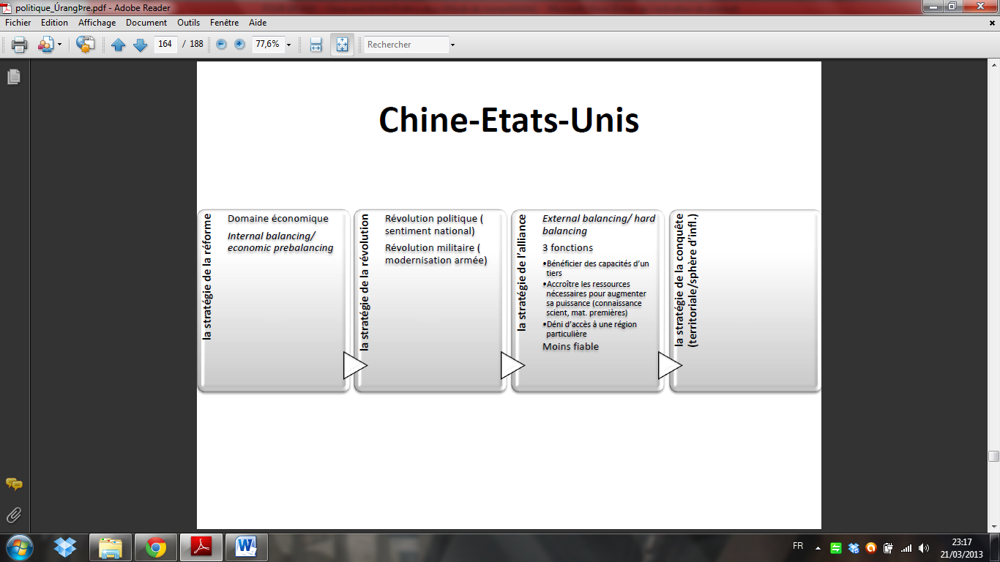 politique_ÚrangÞre.pdf - Adobe Reader
Fichier Edition Affichage Document Outils Fenêtre Aide
164 / 188 77,6% Rechercher
Chine-Etats-Unis
la stratégie de la réforme
Domaine économique
Internal balancing/
economic prebalancing
la stratégie de la révolution
Révolution politique (
sentiment national)
Révolution militaire (
modernisation armée)
la stratégie de l’alliance
External balancing/ hard
balancing
3 fonctions
•Bénéficier des capacités d’un
tiers
•Accroître les ressources
nécessaires pour augmenter
sa puissance (connaissance
scient, mat. premières)
•Déni d’accès à une région
particulière
Moins fiable
la stratégie de la conquête
(territoriale/sphère d’infl.)
FR
23:17
21/03/2013